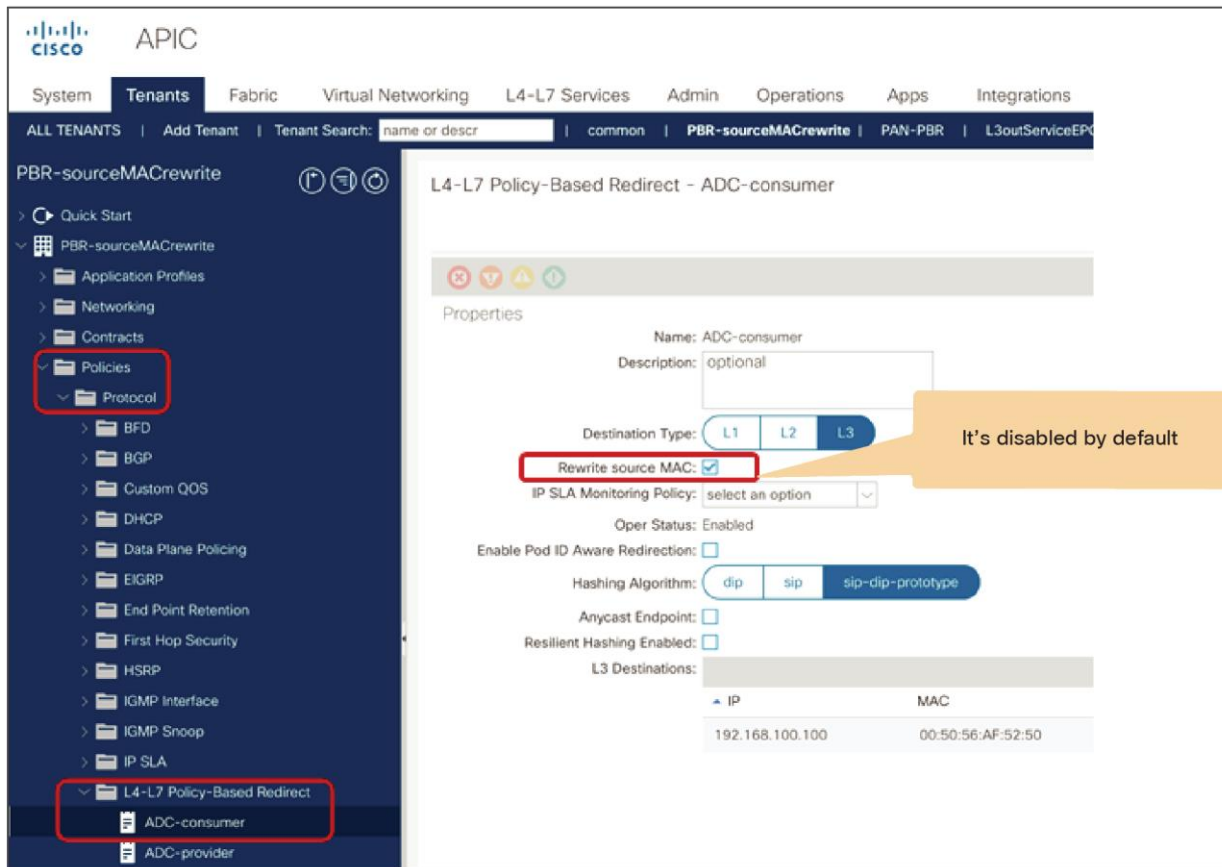 CISCO
APIC
System Tenants Fabric Virtual Networking L4-L7 Services Admin Operations Apps Integrations
ALL TENANTS | Add Tenant | Tenant Search: name or descr | common | PBR-sourceMACrewrite | PAN-PBR | L3outServiceEPG
PBR-sourceMACrewrite
Quick Start
PBR-sourceMACrewrite
Application Profiles
Networking
Contracts
Policies
Protocol
BFD
BGP
Custom QOS
DHCP
Data Plane Policing
EIGRP
End Point Retention
First Hop Security
HSRP
IGMP Interface
IGMP Snoop
IP SLA
L4-L7 Policy-Based Redirect
ADC-consumer
ADC-provider
L4-L7 Policy-Based Redirect - ADC-consumer
Properties
Name: ADC-consumer
Description: optional
Destination Type: L1 L2 L3
Rewrite source MAC:
IP SLA Monitoring Policy: select an option
Oper Status: Enabled
Enable Pod ID Aware Redirection:
Hashing Algorithm: dip sip sip-dip-prototype
Anycast Endpoint:
Resilient Hashing Enabled:
L3 Destinations:
IP MAC
192.168.100.100 00:50:56:AF:52:50
It's disabled by default